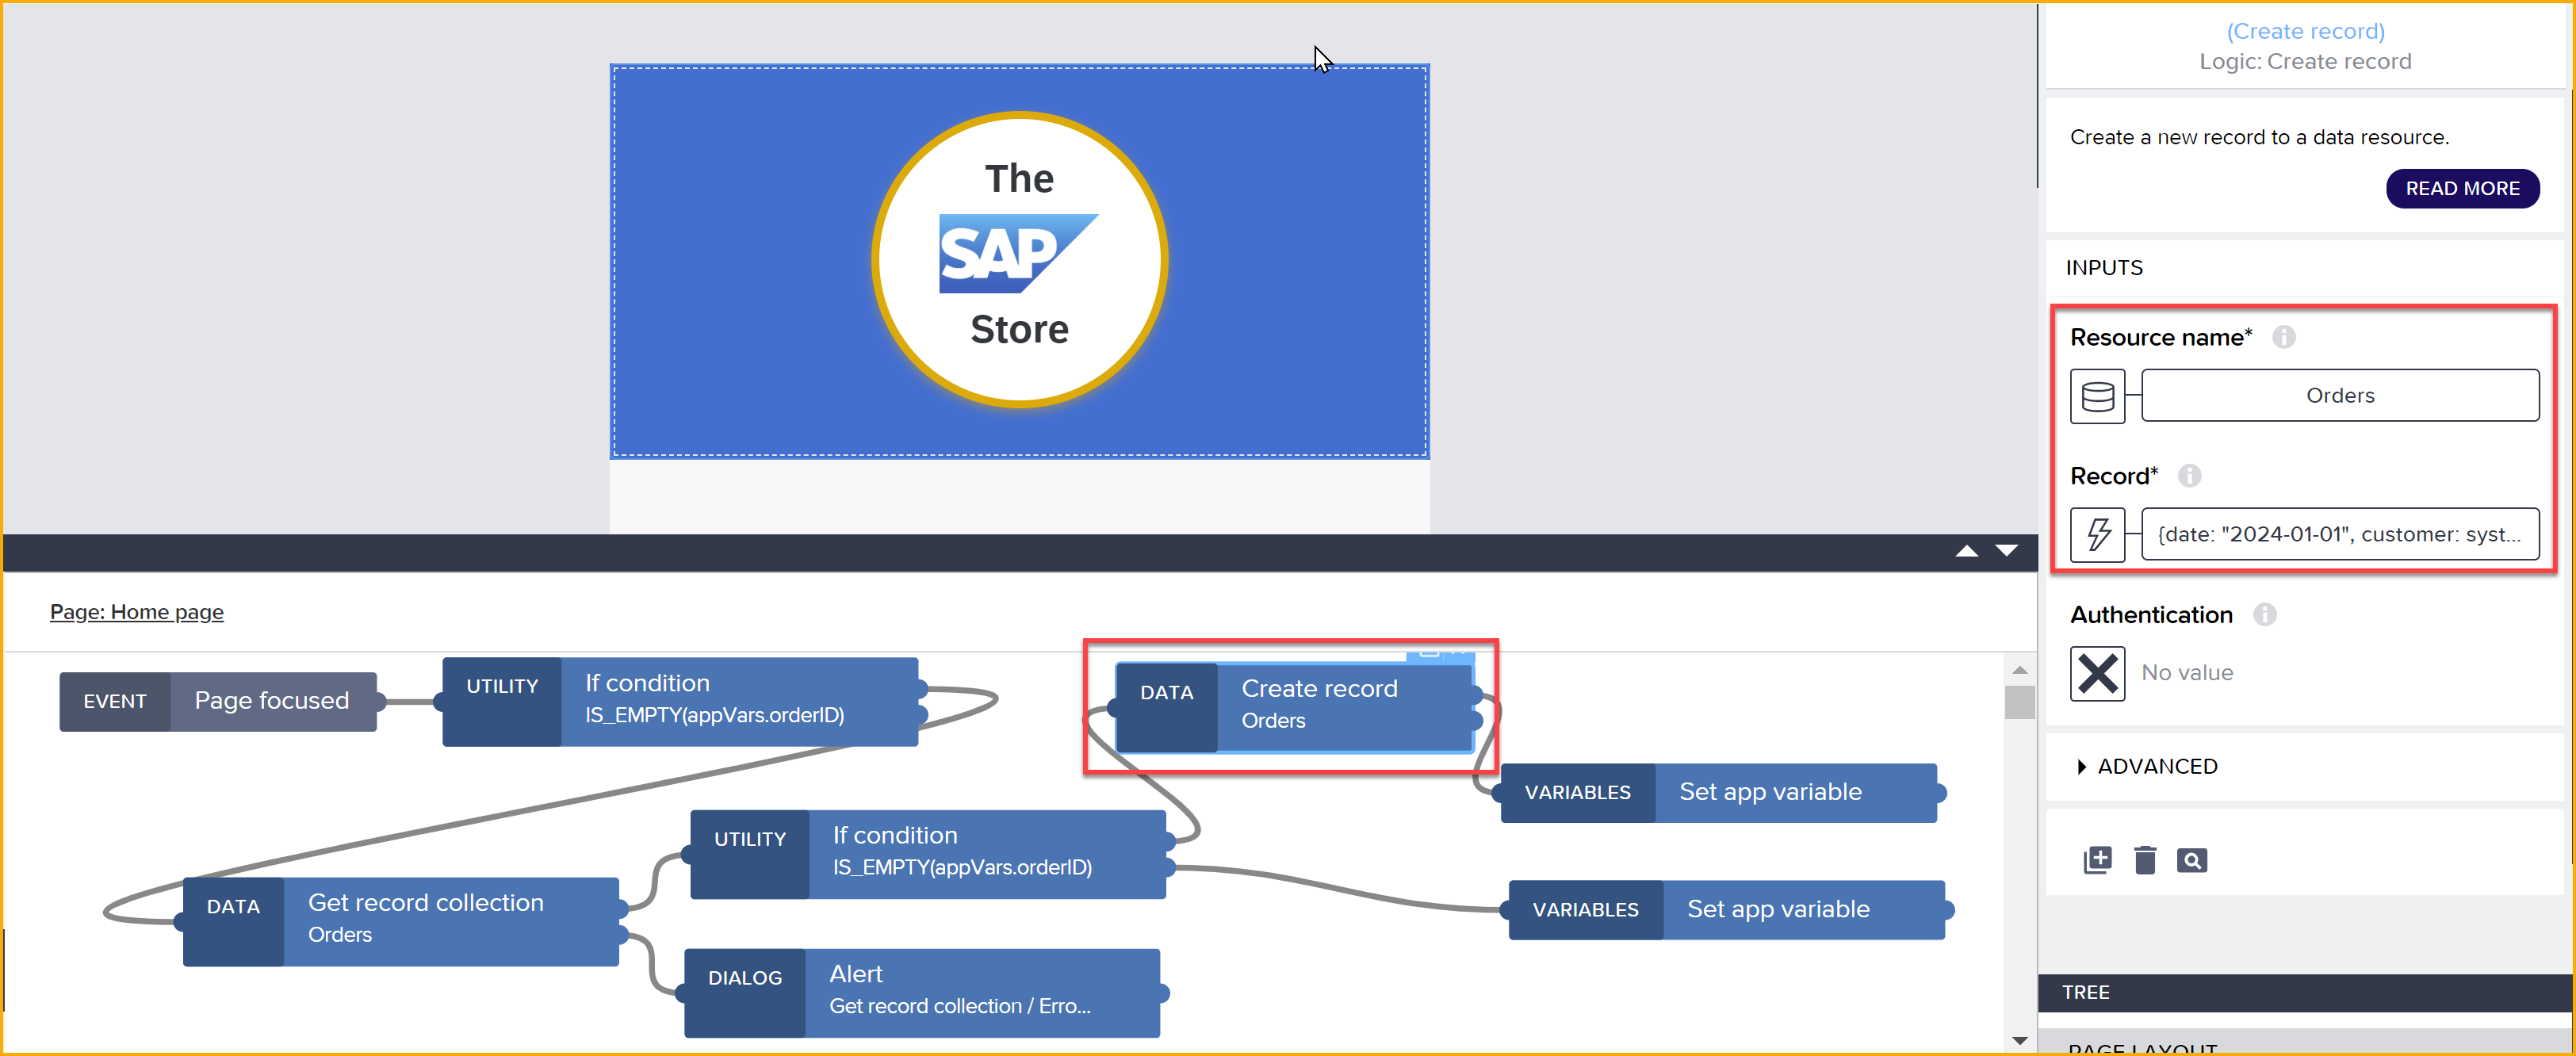 The
SAP
Store
Page: Home page
EVENT
Page focused
UTILITY
If condition
IS_EMPTY(appVars.orderID)
DATA
Create record
Orders
VARIABLES
Set app variable
UTILITY
If condition
IS_EMPTY(appVars.orderID)
DATA
Get record collection
Orders
VARIABLES
Set app variable
DIALOG
Alert
Get record collection / Erro...
(Create record)
Logic: Create record
Create a new record to a data resource.
READ MORE
INPUTS
Resource name*
Orders
Record*
{date: "2024-01-01", customer: syst...
Authentication
No value
ADVANCED
TREE
PAGE LAYOUT